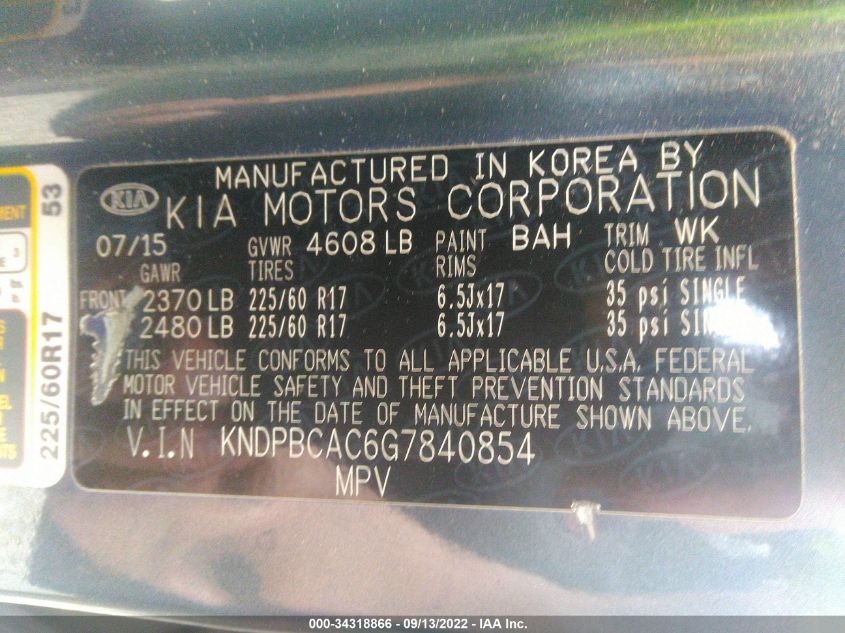 MANUFACTURED IN KOREA BY
KIA KIA MOTORS CORPORATION
07/15 GVWR 4608 LB PAINT BAH TRIM WK
GAWR TIRES RIMS COLD TIRE INFL
FRONT 2370 LB 225/60 R17 6.5Jx17 35 psi SINGLE
2480 LB 225/60 R17 6.5Jx17 35 psi
THIS VEHICLE CONFORMS TO ALL APPLICABLE U.S.A. FEDERAL
MOTOR VEHICLE SAFETY AND THEFT PREVENTION STANDARDS
IN EFFECT ON THE DATE OF MANUFACTURE SHOWN ABOVE.
V.I.N KNDPBCAC6G7840854
MPV
225/60R17 53
000-34318866 - 09/13/2022 - IAA Inc.